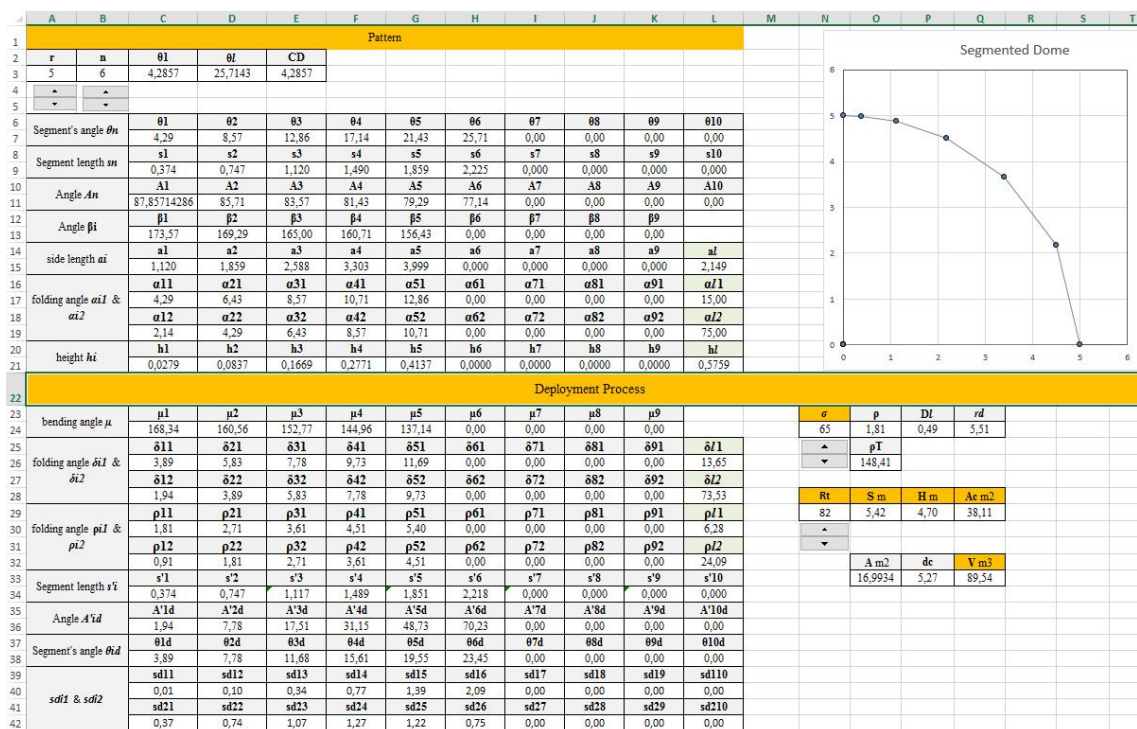 A B C D E F G H I J K L M N O P Q R S T
1 Pattern
Segmented Dome
2 r n θ1 θl CD
3 5 6 4,2857 25,7143 4,2857
4
5
6 θ1 θ2 θ3 θ4 θ5 θ6 θ7 θ8 θ9 θ10
Segment's angle θn
7 4,29 8,57 12,86 17,14 21,43 25,71 0,00 0,00 0,00 0,00
8 s1 s2 s3 s4 s5 s6 s7 s8 s9 s10
Segment length sn
9 0,374 0,747 1,120 1,490 1,859 2,225 0,000 0,000 0,000 0,000
10 A1 A2 A3 A4 A5 A6 A7 A8 A9 A10
Angle An
11 87,85714286 85,71 83,57 81,43 79,29 77,14 0,00 0,00 0,00 0,00
12 β1 β2 β3 β4 β5 β6 β7 β8 β9
Angle βi
13 173,57 169,29 165,00 160,71 156,43 0,00 0,00 0,00 0,00
14 a1 a2 a3 a4 a5 a6 a7 a8 a9 al
side length ai
15 1,120 1,859 2,588 3,303 3,999 0,000 0,000 0,000 0,000 2,149
16 α11 α21 α31 α41 α51 α61 α71 α81 α91 αl1
folding angle αi1 &
17 4,29 6,43 8,57 10,71 12,86 0,00 0,00 0,00 0,00 15,00
αi2
18 α12 α22 α32 α42 α52 α62 α72 α82 α92 αl2
19 2,14 4,29 6,43 8,57 10,71 0,00 0,00 0,00 0,00 75,00
20 h1 h2 h3 h4 h5 h6 h7 h8 h9 hl
height hi
21 0,0279 0,0837 0,1669 0,2771 0,4137 0,0000 0,0000 0,0000 0,0000 0,5759
6
5
4
3
2
1
0
0 1 2 3 4 5 6
22 Deployment Process
23 μ1 μ2 μ3 μ4 μ5 μ6 μ7 μ8 μ9 σ ρ Dl rd
bending angle μ
24 168,34 160,56 152,77 144,96 137,14 0,00 0,00 0,00 0,00 65 1,81 0,49 5,51
25 δ11 δ21 δ31 δ41 δ51 δ61 δ71 δ81 δ91 δl1 ρT
folding angle δi1 &
26 3,89 5,83 7,78 9,73 11,69 0,00 0,00 0,00 0,00 13,65 148,41
δi2
27 δ12 δ22 δ32 δ42 δ52 δ62 δ72 δ82 δ92 δl2
28 1,94 3,89 5,83 7,78 9,73 0,00 0,00 0,00 0,00 73,53 Rt S m H m Ac m2
29 ρ11 ρ21 ρ31 ρ41 ρ51 ρ61 ρ71 ρ81 ρ91 ρl1 82 5,42 4,70 38,11
folding angle ρi1 &
30 1,81 2,71 3,61 4,51 5,40 0,00 0,00 0,00 0,00 6,28
ρi2
31 ρ12 ρ22 ρ32 ρ42 ρ52 ρ62 ρ72 ρ82 ρ92 ρl2
32 0,91 1,81 2,71 3,61 4,51 0,00 0,00 0,00 0,00 24,09 A m2 dc V m3
33 s'1 s'2 s'3 s'4 s'5 s'6 s'7 s'8 s'9 s'10 16,9934 5,27 89,54
Segment length s'i
34 0,374 0,747 1,117 1,489 1,851 2,218 0,000 0,000 0,000 0,000
35 A'1d A'2d A'3d A'4d A'5d A'6d A'7d A'8d A'9d A'10d
Angle A'id
36 1,94 7,78 17,51 31,15 48,73 70,23 0,00 0,00 0,00 0,00
37 θ1d θ2d θ3d θ4d θ5d θ6d θ7d θ8d θ9d θ10d
Segment's angle θid
38 3,89 7,78 11,68 15,61 19,55 23,45 0,00 0,00 0,00 0,00
39 sd11 sd12 sd13 sd14 sd15 sd16 sd17 sd18 sd19 sd110
40 0,01 0,10 0,34 0,77 1,39 2,09 0,00 0,00 0,00 0,00
sdi1 & sdi2
41 sd21 sd22 sd23 sd24 sd25 sd26 sd27 sd28 sd29 sd210
42 0,37 0,74 1,07 1,27 1,22 0,75 0,00 0,00 0,00 0,00